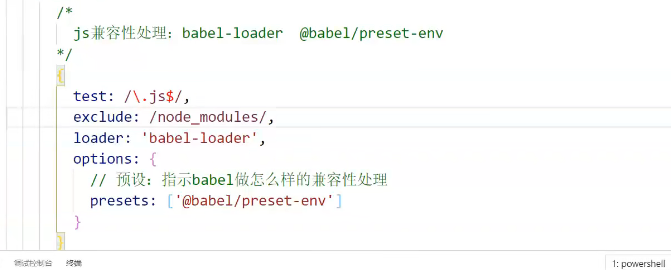 /*
js兼容性处理：babel-loader  @babel/preset-env
*/
{
test: /\.js$/,
exclude: /node_modules/,
loader: 'babel-loader',
options: {
// 预设：指示babel做怎么样的兼容性处理
presets: ['@babel/preset-env']
}
}
调试控制台 终端 1: powershell